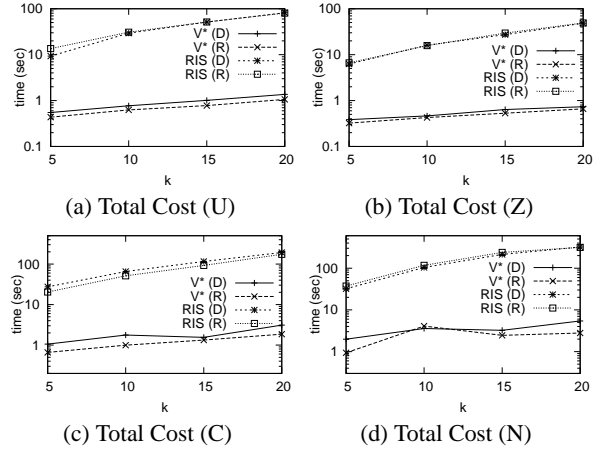 100
10
1
0.1
time (sec)
V* (D)
V* (R)
RIS (D)
RIS (R)
5 10 15 20
k
(a) Total Cost (U)
100
10
1
0.1
time (sec)
V* (D)
V* (R)
RIS (D)
RIS (R)
5 10 15 20
k
(b) Total Cost (Z)
100
10
1
time (sec)
V* (D)
V* (R)
RIS (D)
RIS (R)
5 10 15 20
k
(c) Total Cost (C)
100
10
1
time (sec)
V* (D)
V* (R)
RIS (D)
RIS (R)
5 10 15 20
k
(d) Total Cost (N)